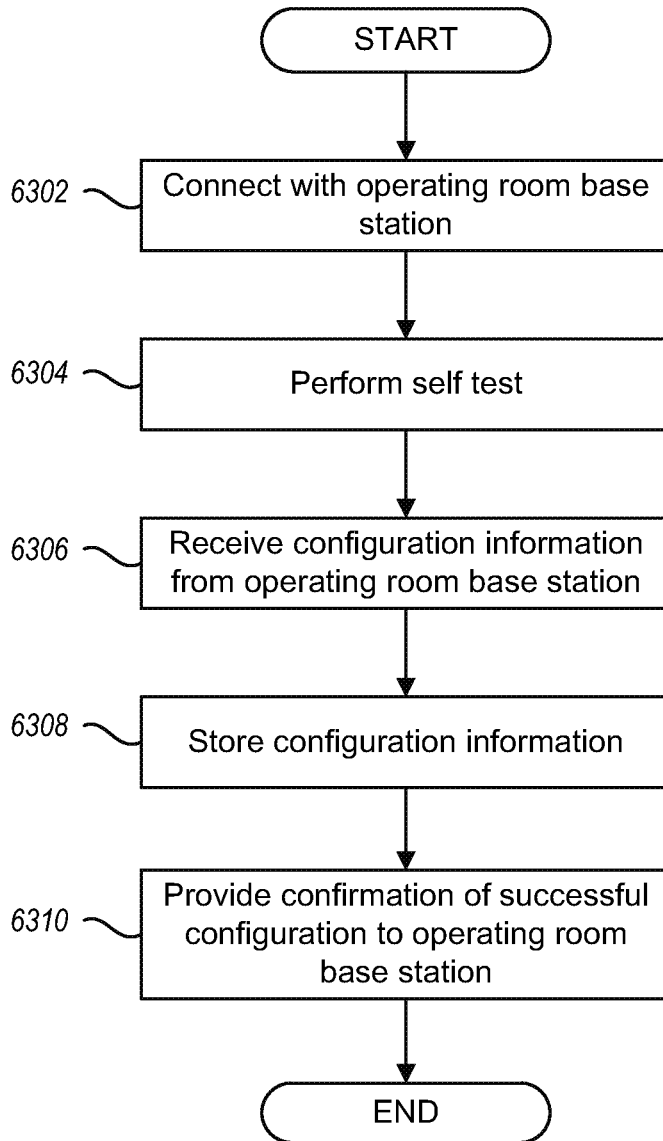 START
6302
Connect with operating room base
station
6304
Perform self test
6306
Receive configuration information
from operating room base station
6308
Store configuration information
6310
Provide confirmation of successful
configuration to operating room
base station
END